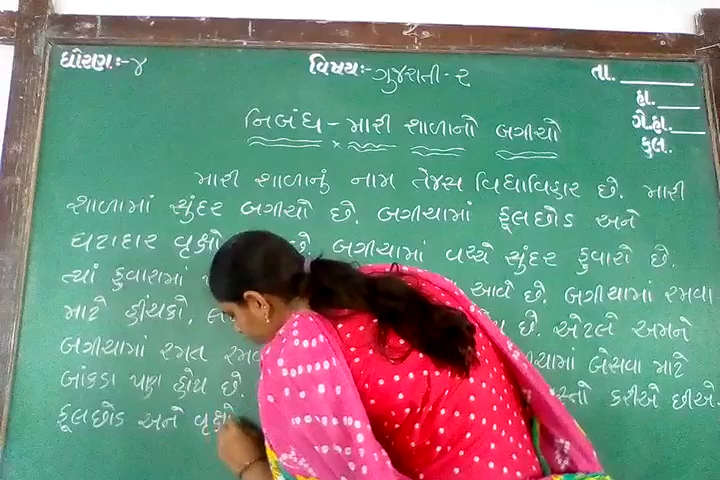 ધોરણ:- ૪ વિષય:- ગુજરાતી - ૨ તા.
હા.
ગે.હા.
કુલ.
નિબંધ - મારી શાળાનો બગીચો
મારી શાળાનું નામ તેજસ વિદ્યાવિહાર છે. મારી
શાળામાં સુંદર બગીચો છે. બગીચામાં ફૂલછોડ અને
ઘટાદાર વૃક્ષો છે. બગીચામાં વચ્ચે સુંદર ફુવારો છે.
ત્યાં ફુવારામાં આવે છે. બગીચામાં રમવા
માટે હીંચકો, છે. એટલે અમને
બગીચામાં રમત રમવા બેસવા માટે
બાંકડા પણ હોય છે. કરીએ છીએ.
ફૂલછોડ અને વૃક્ષો